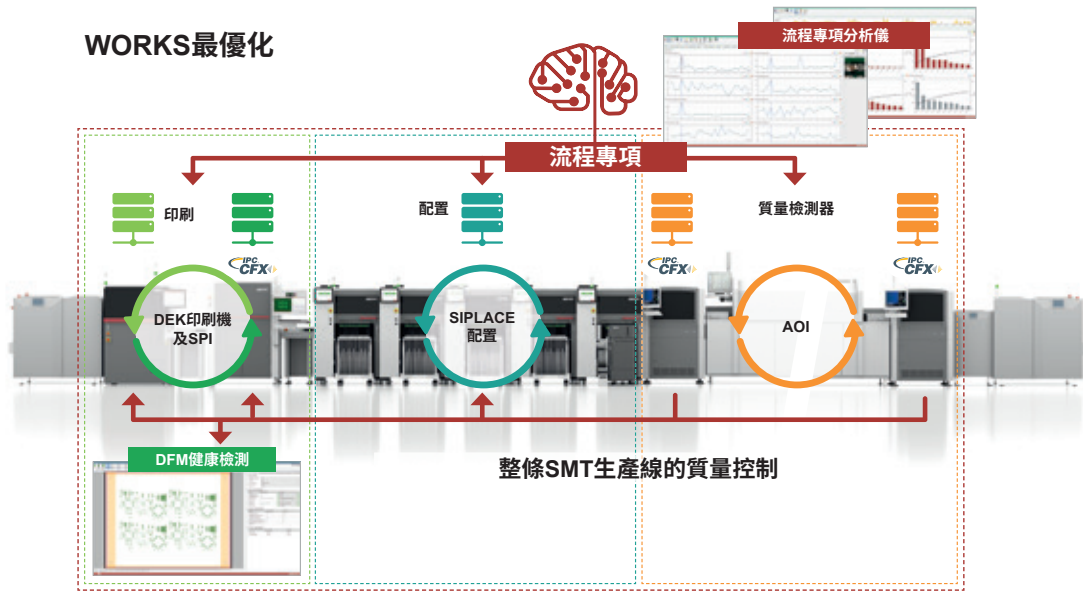 WORKS最優化
流程專項分析儀
流程專項
印刷
配置
質量檢測器
IPC
CFX
IPC
CFX
IPC
CFX
DEK印刷機
及SPI
SIPLACE
配置
AOI
DFM健康檢測
整條SMT生產線的質量控制